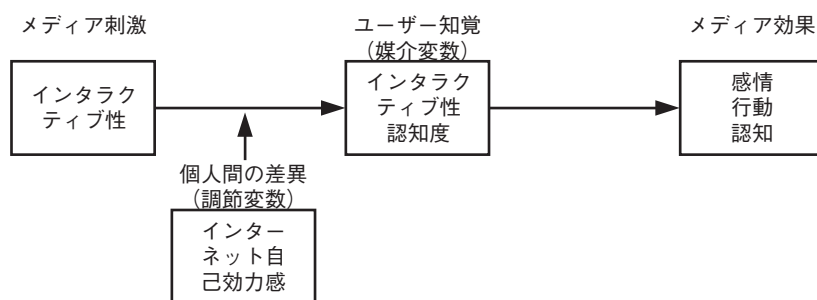 メディア刺激
ユーザー知覚
（媒介変数）
メディア効果
インタラク
ティブ性
インタラク
ティブ性
認知度
感情
行動
認知
個人間の差異
（調節変数）
インター
ネット自
己効力感